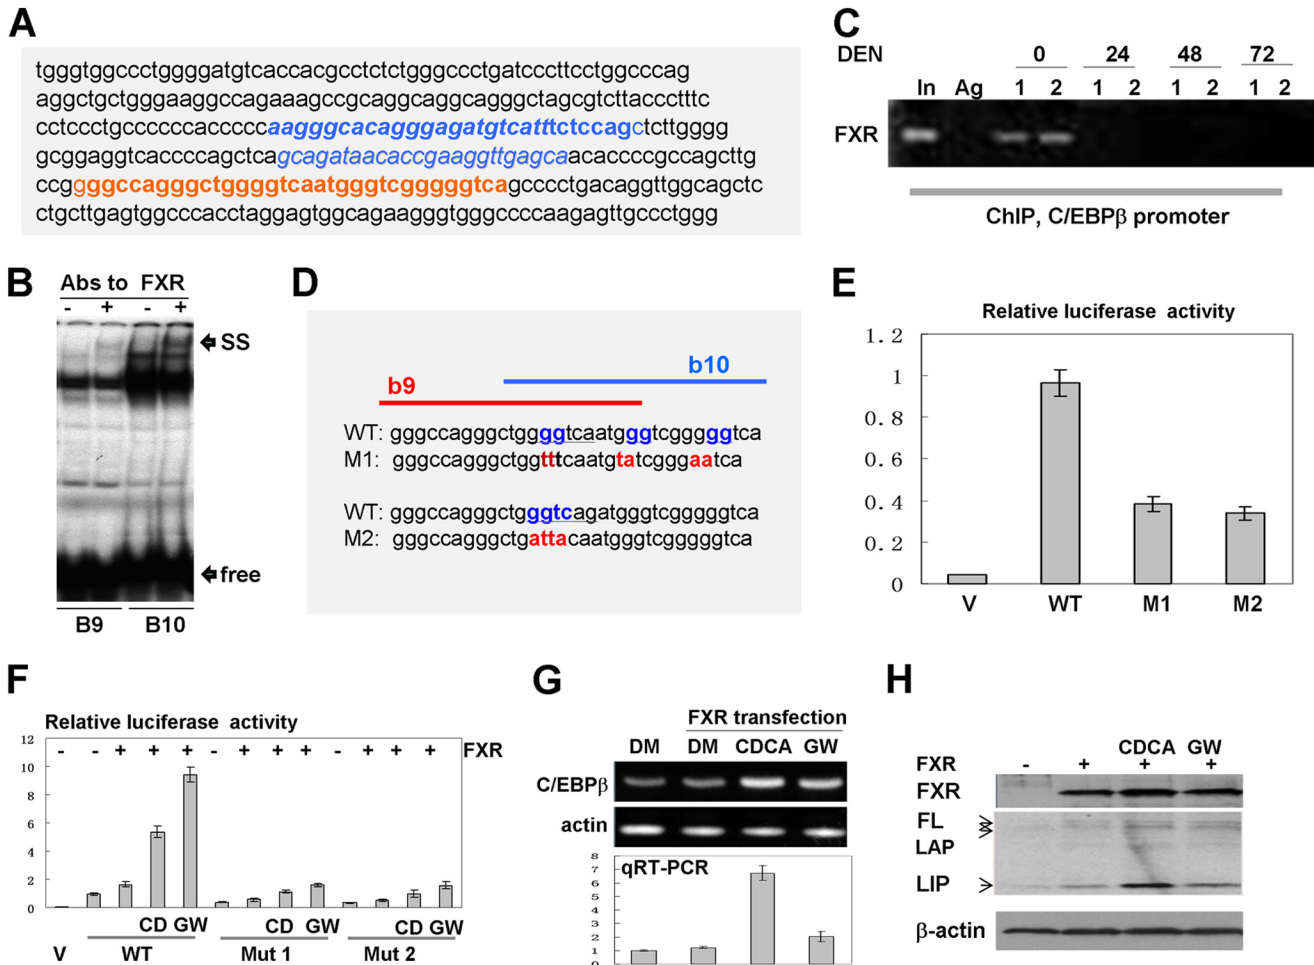 A
tgggtggccctggggatgtcaccacgcctctctgggccctgatcccttcctggcccag
aggctgctgggaaggccagaaagccgcaggcaggcagggctagcgtcttaccctttc
cctccctgcccccccacccccaagggcacagggagatgtcatttctccagctcttgggg
gcggaggtcaccccagctcagcagataacaccgaaggttgagcaacaccccgccagcttg
ccgggggccagggctggggtcaatgggtcgggggtcagcccctgacaggttggcagctc
ctgcttgagtggcccacctaggagtggcagaagggtgggccccaagagttgccctggg
B
Abs to FXR
- + - +
SS
free
B9 B10
C
DEN 0 24 48 72
In Ag 1 2 1 2 1 2 1 2
FXR
ChIP, C/EBPβ promoter
D
b10
b9
WT: gggccagggctggggtcaatgggtcgggggtca
M1: gggccagggctggtttcaatgtatcgggaatca
WT: gggccagggctgggtcagatgggtcgggggtca
M2: gggccagggctgattacaatgggtcgggggtca
E
Relative luciferase activity
1.2
1
0.8
0.6
0.4
0.2
0
V WT M1 M2
F
Relative luciferase activity
- - + + + - + + + - + + + FXR
12
10
8
6
4
2
0
CD GW CD GW CD GW
V WT Mut 1 Mut 2
G
FXR transfection
DM DM CDCA GW
C/EBPβ
actin
qRT-PCR
8
7
6
5
4
3
2
1
0
H
CDCA GW
FXR - + + +
FXR
FL
LAP
LIP
β-actin